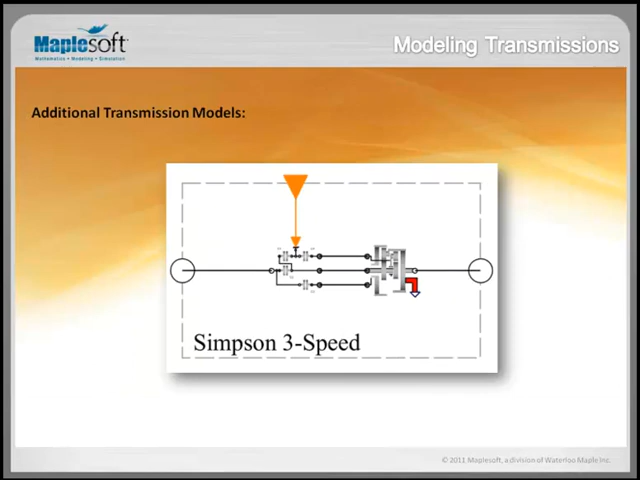 Maplesoft
Mathematics • Modeling • Simulation
Modeling Transmissions
Additional Transmission Models:
Simpson 3-Speed
© 2011 Maplesoft, a division of Waterloo Maple Inc.